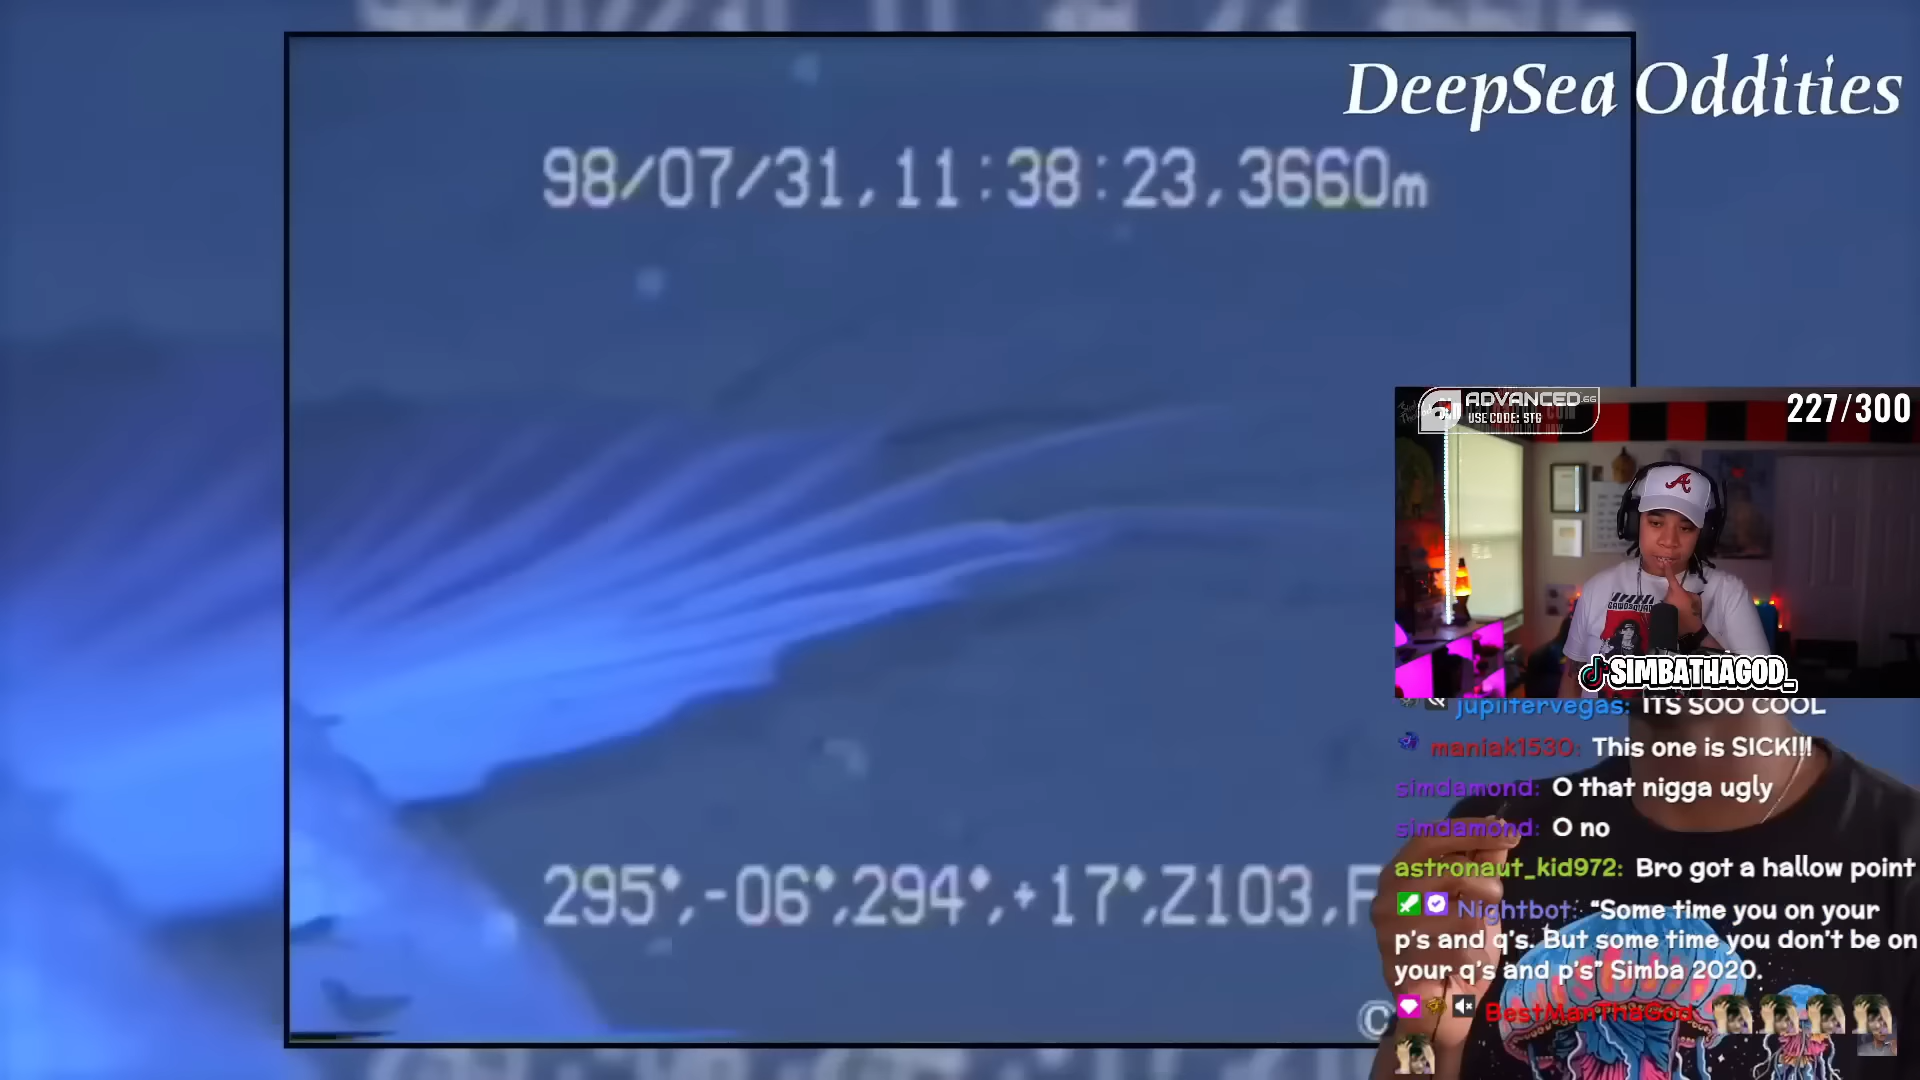 DeepSea Oddities
98/07/31,11:38:23,3660m
ADVANCED.GG
USE CODE: STG
227/300
SIMBATHAGOD_
jupiitervegas: ITS SOO COOL
maniak1530: This one is SICK!!!
simdamond: O that nigga ugly
simdamond: O no
astronaut_kid972: Bro got a hallow point
295°,-06°,294°,+17°,Z103,F
Nightbot: “Some time you on your
p's and q's. But some time you don't be on
your q's and p's” Simba 2020.
©
BestManThaGod